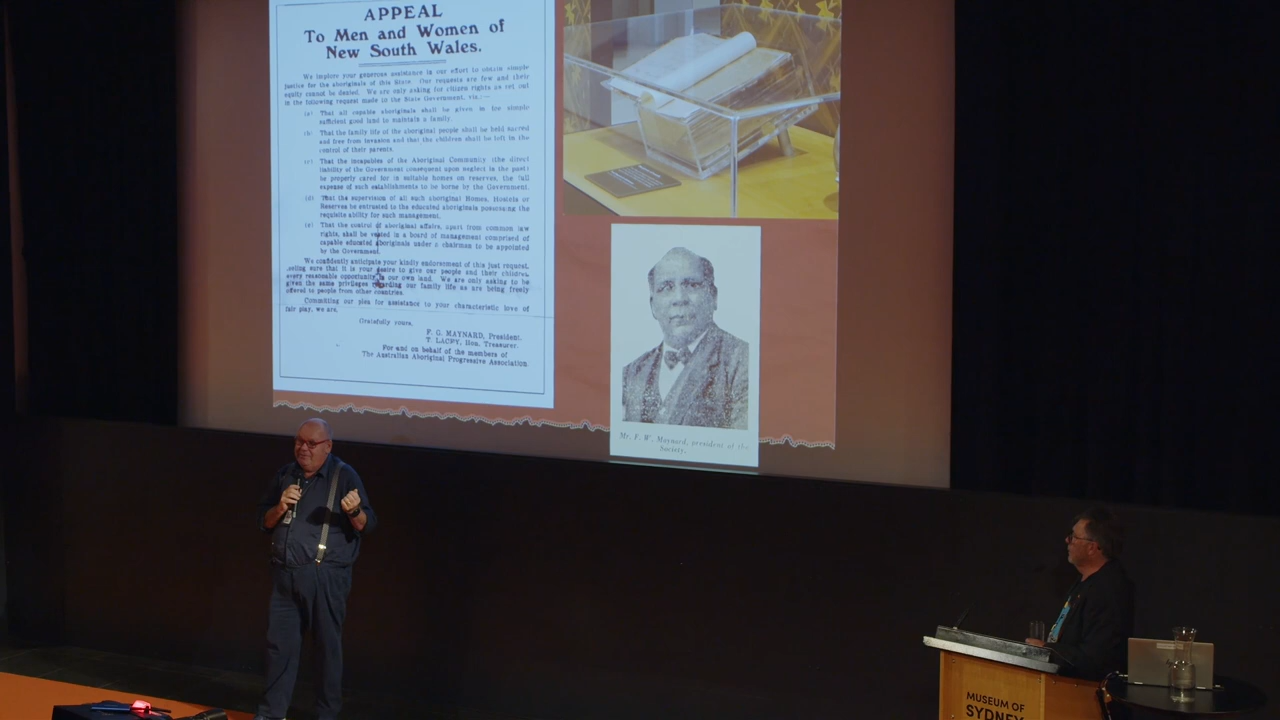 APPEAL
To Men and Women of
New South Wales.
We implore your generous assistance in our effort to obtain simple
justice for the aboriginals of this State. Our requests are few and their
equity cannot be denied. We are only asking for citizen rights as set out
in the following request made to the State Government, viz.:—
(a) That all capable aboriginals shall be given in fee simple
sufficient good land to maintain a family.
(b) That the family life of the aboriginal people shall be held sacred
and free from invasion and that the children shall be left in the
control of their parents.
(c) That the incapables of the Aboriginal Community (the direct
liability of the Government consequent upon neglect in the past)
be properly cared for in suitable homes on reserves, the full
expense of such establishments to be borne by the Government.
(d) That the supervision of all such aboriginal Homes, Hostels or
Reserves be entrusted to the educated aboriginals possessing the
requisite ability for such management.
(e) That the control of aboriginal affairs, apart from common law
rights, shall be vested in a board of management comprised of
capable educated aboriginals under a chairman to be appointed
by the Government.
We confidently anticipate your kindly endorsement of this just request,
feeling sure that it is your desire to give our people and their children
every reasonable opportunity in our own land. We are only asking to be
given the same privileges regarding our family life as are being freely
offered to people from other countries.
Committing our plea for assistance to your characteristic love of
fair play, we are,
Gratefully yours,
F. G. MAYNARD, President.
T. LACEY, Hon. Treasurer.
For and on behalf of the members of
The Australian Aboriginal Progressive Association.
Mr. F. W. Maynard, president of the
Society.
MUSEUM OF
SYDNEY